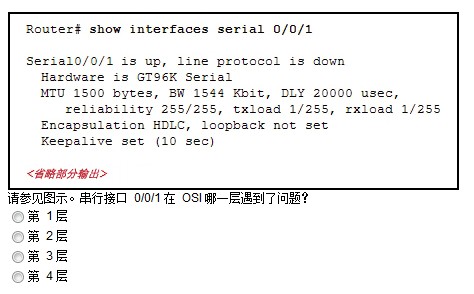 Router# show interfaces serial 0/0/1
Serial0/0/1 is up, line protocol is down
Hardware is GT96K Serial
MTU 1500 bytes, BW 1544 Kbit, DLY 20000 usec,
reliability 255/255, txload 1/255, rxload 1/255
Encapsulation HDLC, loopback not set
Keepalive set (10 sec)
<省略部分输出>
请参见图示。串行接口 0/0/1 在 OSI 哪一层遇到了问题？
第 1 层
第 2 层
第 3 层
第 4 层